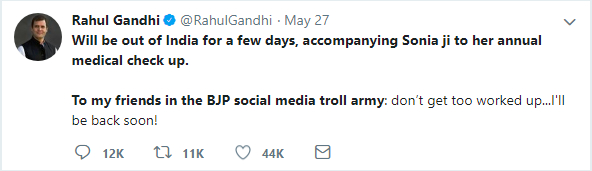 Rahul Gandhi @RahulGandhi · May 27
Will be out of India for a few days, accompanying Sonia ji to her annual
medical check up.
To my friends in the BJP social media troll army: don't get too worked up...I'll
be back soon!
12K 11K 44K